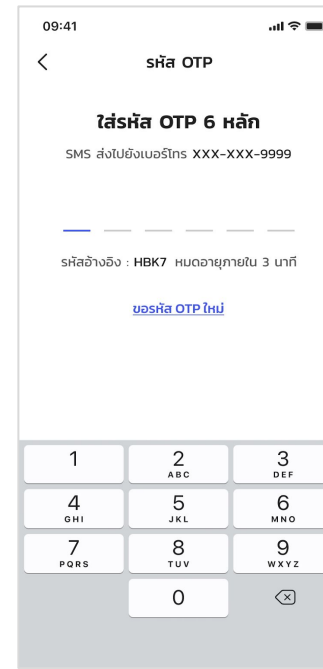 09:41
รหัส OTP
ใส่รหัส OTP 6 หลัก
SMS ส่งไปยังเบอร์โทร XXX-XXX-9999
รหัสอ้างอิง : HBK7 หมดอายุภายใน 3 นาที
ขอรหัส OTP ใหม่
1 2 3
ABC DEF
4 5 6
GHI JKL MNO
7 8 9
PQRS TUV WXYZ
0